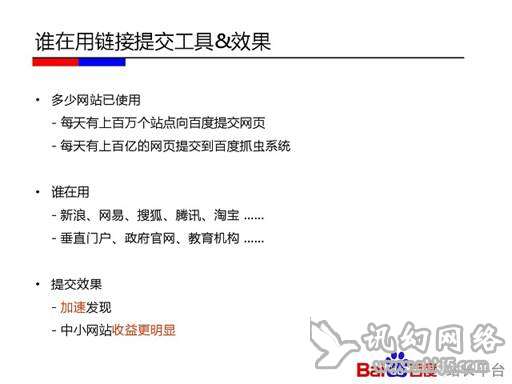 谁在用链接提交工具&效果
• 多少网站已使用
- 每天有上百万个站点向百度提交网页
- 每天有上百亿的网页提交到百度抓虫系统
• 谁在用
- 新浪、网易、搜狐、腾讯、淘宝 ......
- 垂直门户、政府官网、教育机构 ......
• 提交效果
- 加速发现
- 中小网站收益更明显
讯幻网络
Bai 百度 站长平台